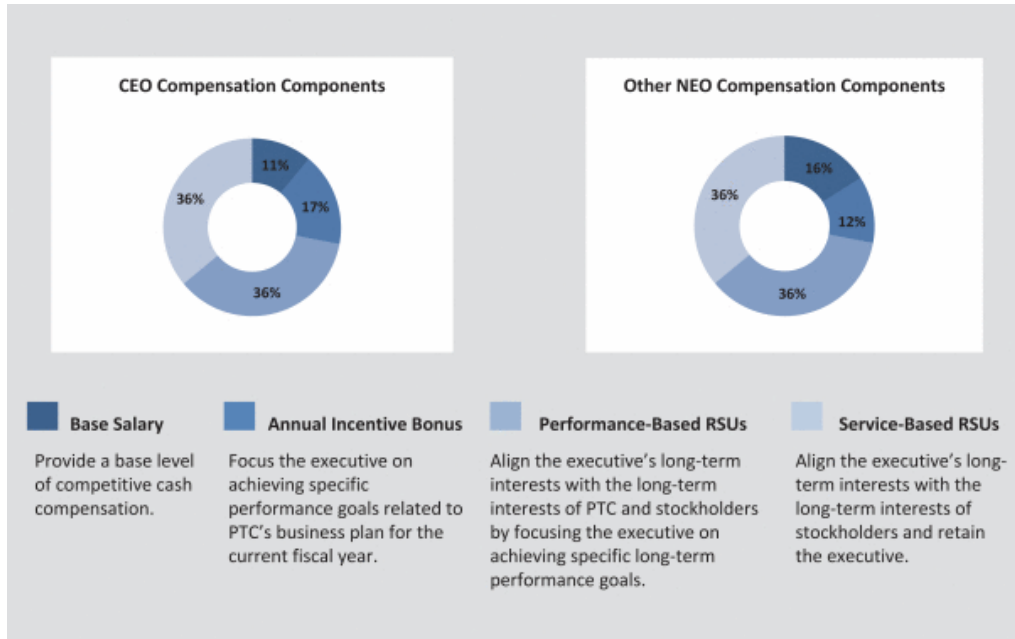 CEO Compensation Components
11%
17%
36%
36%
Other NEO Compensation Components
16%
12%
36%
36%
Base Salary
Provide a base level
of competitive cash
compensation.
Annual Incentive Bonus
Focus the executive on
achieving specific
performance goals related to
PTC's business plan for the
current fiscal year.
Performance-Based RSUs
Align the executive's long-term
interests with the long-term
interests of PTC and stockholders
by focusing the executive on
achieving specific long-term
performance goals.
Service-Based RSUs
Align the executive's long-
term interests with the
long-term interests of
stockholders and retain
the executive.